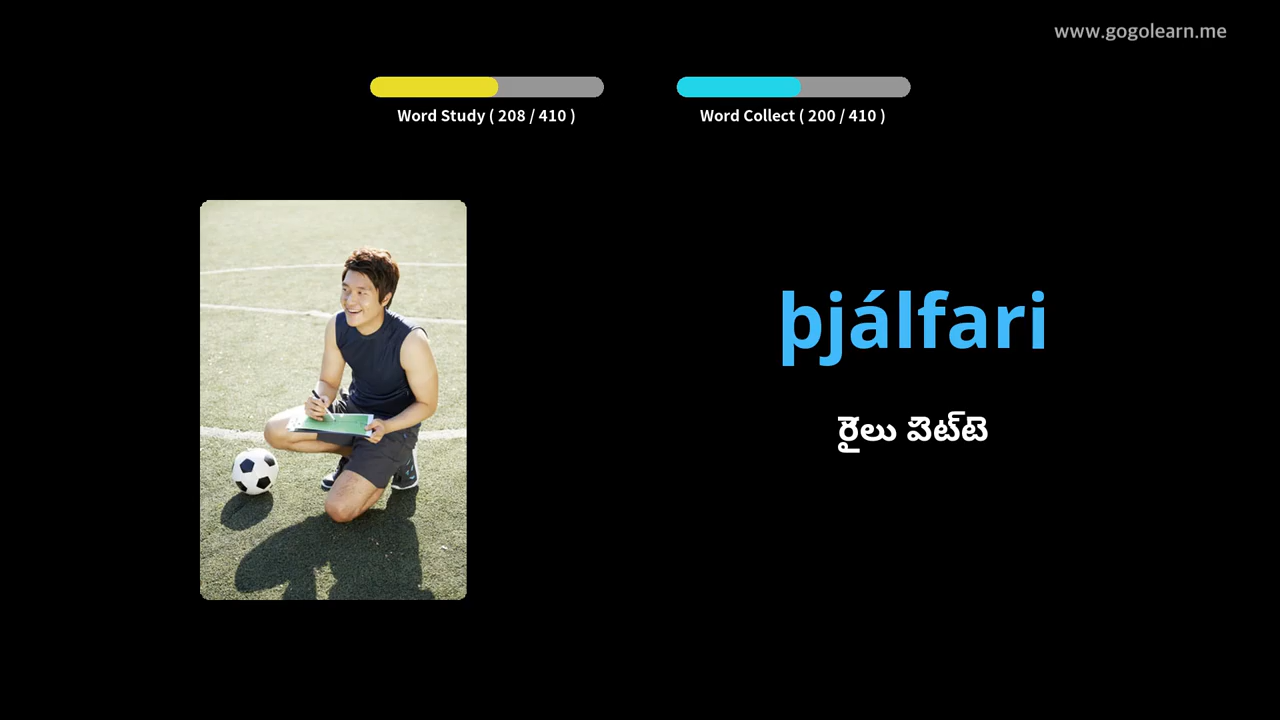 www.gogolearn.me
Word Study ( 208 / 410 )
Word Collect ( 200 / 410 )
þjálfari
రైలు పెట్టె